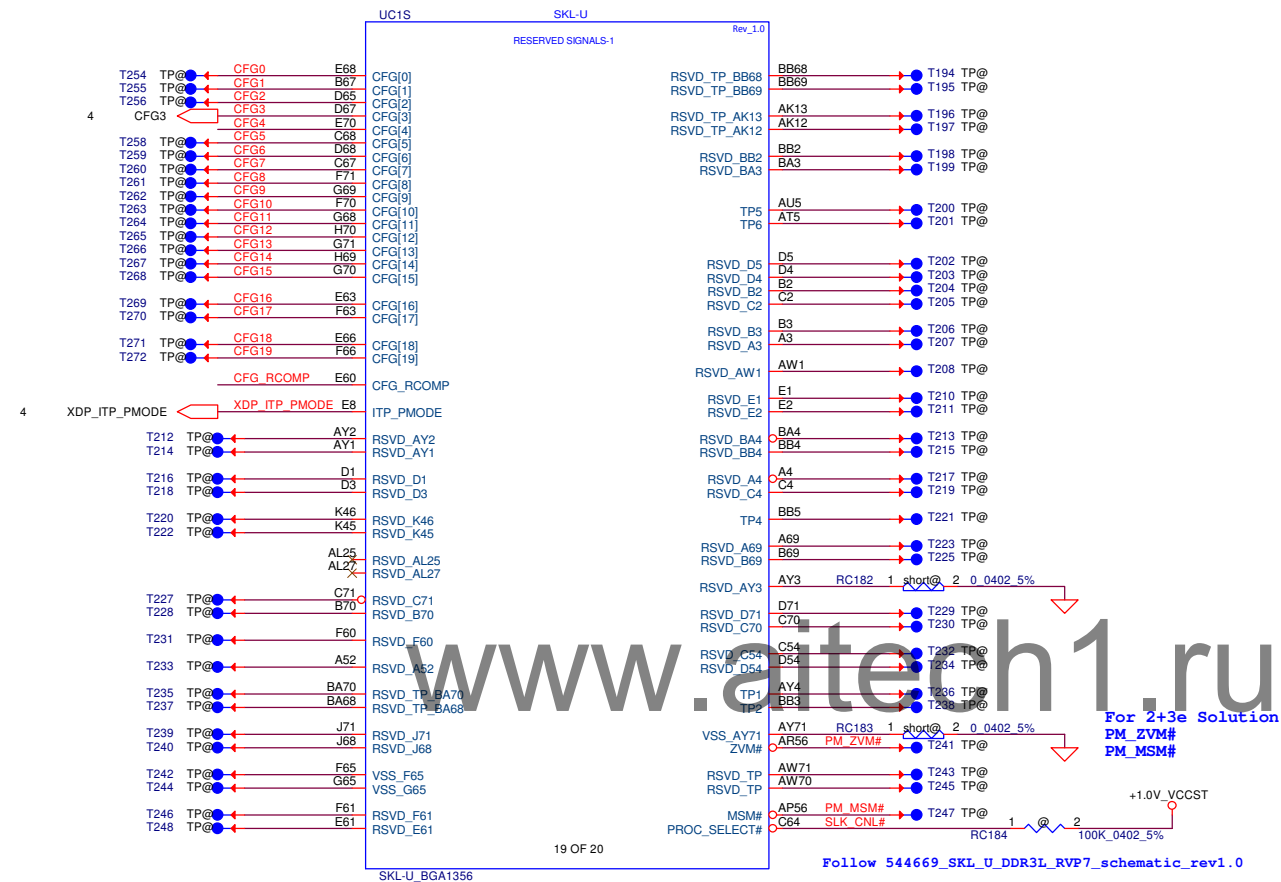 UC1S SKL-U
Rev_1.0
RESERVED SIGNALS-1
T254 TP@ CFG0 E68 CFG[0] RSVD_TP_BB68 BB68 T194 TP@
T255 TP@ CFG1 B67 CFG[1] RSVD_TP_BB69 BB69 T195 TP@
T256 TP@ CFG2 D65 CFG[2]
4 CFG3 CFG3 D67 CFG[3] RSVD_TP_AK13 AK13 T196 TP@
CFG4 E70 CFG[4] RSVD_TP_AK12 AK12 T197 TP@
T258 TP@ CFG5 C68 CFG[5]
T259 TP@ CFG6 D68 CFG[6] RSVD_BB2 BB2 T198 TP@
T260 TP@ CFG7 C67 CFG[7] RSVD_BA3 BA3 T199 TP@
T261 TP@ CFG8 F71 CFG[8]
T262 TP@ CFG9 G69 CFG[9]
T263 TP@ CFG10 F70 CFG[10] TP5 AU5 T200 TP@
T264 TP@ CFG11 G68 CFG[11] TP6 AT5 T201 TP@
T265 TP@ CFG12 H70 CFG[12]
T266 TP@ CFG13 G71 CFG[13]
T267 TP@ CFG14 H69 CFG[14] RSVD_D5 D5 T202 TP@
T268 TP@ CFG15 G70 CFG[15] RSVD_D4 D4 T203 TP@
RSVD_B2 B2 T204 TP@
T269 TP@ CFG16 E63 CFG[16] RSVD_C2 C2 T205 TP@
T270 TP@ CFG17 F63 CFG[17]
RSVD_B3 B3 T206 TP@
T271 TP@ CFG18 E66 CFG[18] RSVD_A3 A3 T207 TP@
T272 TP@ CFG19 F66 CFG[19]
RSVD_AW1 AW1 T208 TP@
CFG_RCOMP E60 CFG_RCOMP
RSVD_E1 E1 T210 TP@
4 XDP_ITP_PMODE XDP_ITP_PMODE E8 ITP_PMODE RSVD_E2 E2 T211 TP@
T212 TP@ AY2 RSVD_AY2 RSVD_BA4 BA4 T213 TP@
T214 TP@ AY1 RSVD_AY1 RSVD_BB4 BB4 T215 TP@
T216 TP@ D1 RSVD_D1 RSVD_A4 A4 T217 TP@
T218 TP@ D3 RSVD_D3 RSVD_C4 C4 T219 TP@
T220 TP@ K46 RSVD_K46 TP4 BB5 T221 TP@
T222 TP@ K45 RSVD_K45
RSVD_A69 A69 T223 TP@
AL25 RSVD_AL25 RSVD_B69 B69 T225 TP@
AL27 RSVD_AL27
RSVD_AY3 AY3 RC182 1 short@ 2 0_0402_5%
T227 TP@ C71 RSVD_C71
T228 TP@ B70 RSVD_B70 RSVD_D71 D71 T229 TP@
RSVD_C70 C70 T230 TP@
T231 TP@ F60 RSVD_F60
RSVD_C54 C54 T232 TP@
T233 TP@ A52 RSVD_A52 RSVD_D54 D54 T234 TP@
www.aitech1.ru
T235 TP@ BA70 RSVD_TP_BA70 TP1 AY4 T236 TP@
T237 TP@ BA68 RSVD_TP_BA68 TP2 BB3 T238 TP@
For 2+3e Solution
PM_ZVM#
PM_MSM#
T239 TP@ J71 RSVD_J71 VSS_AY71 AY71 RC183 1 short@ 2 0_0402_5%
T240 TP@ J68 RSVD_J68 ZVM# AR56 PM_ZVM# T241 TP@
T242 TP@ F65 VSS_F65 RSVD_TP AW71 T243 TP@
T244 TP@ G65 VSS_G65 RSVD_TP AW70 T245 TP@
+1.0V_VCCST
T246 TP@ F61 RSVD_F61 MSM# AP56 PM_MSM# T247 TP@
T248 TP@ E61 RSVD_E61 PROC_SELECT# C64 SLK_CNL# RC184 1 @ 2 100K_0402_5%
19 OF 20
Follow 544669_SKL_U_DDR3L_RVP7_schematic_rev1.0
SKL-U_BGA1356